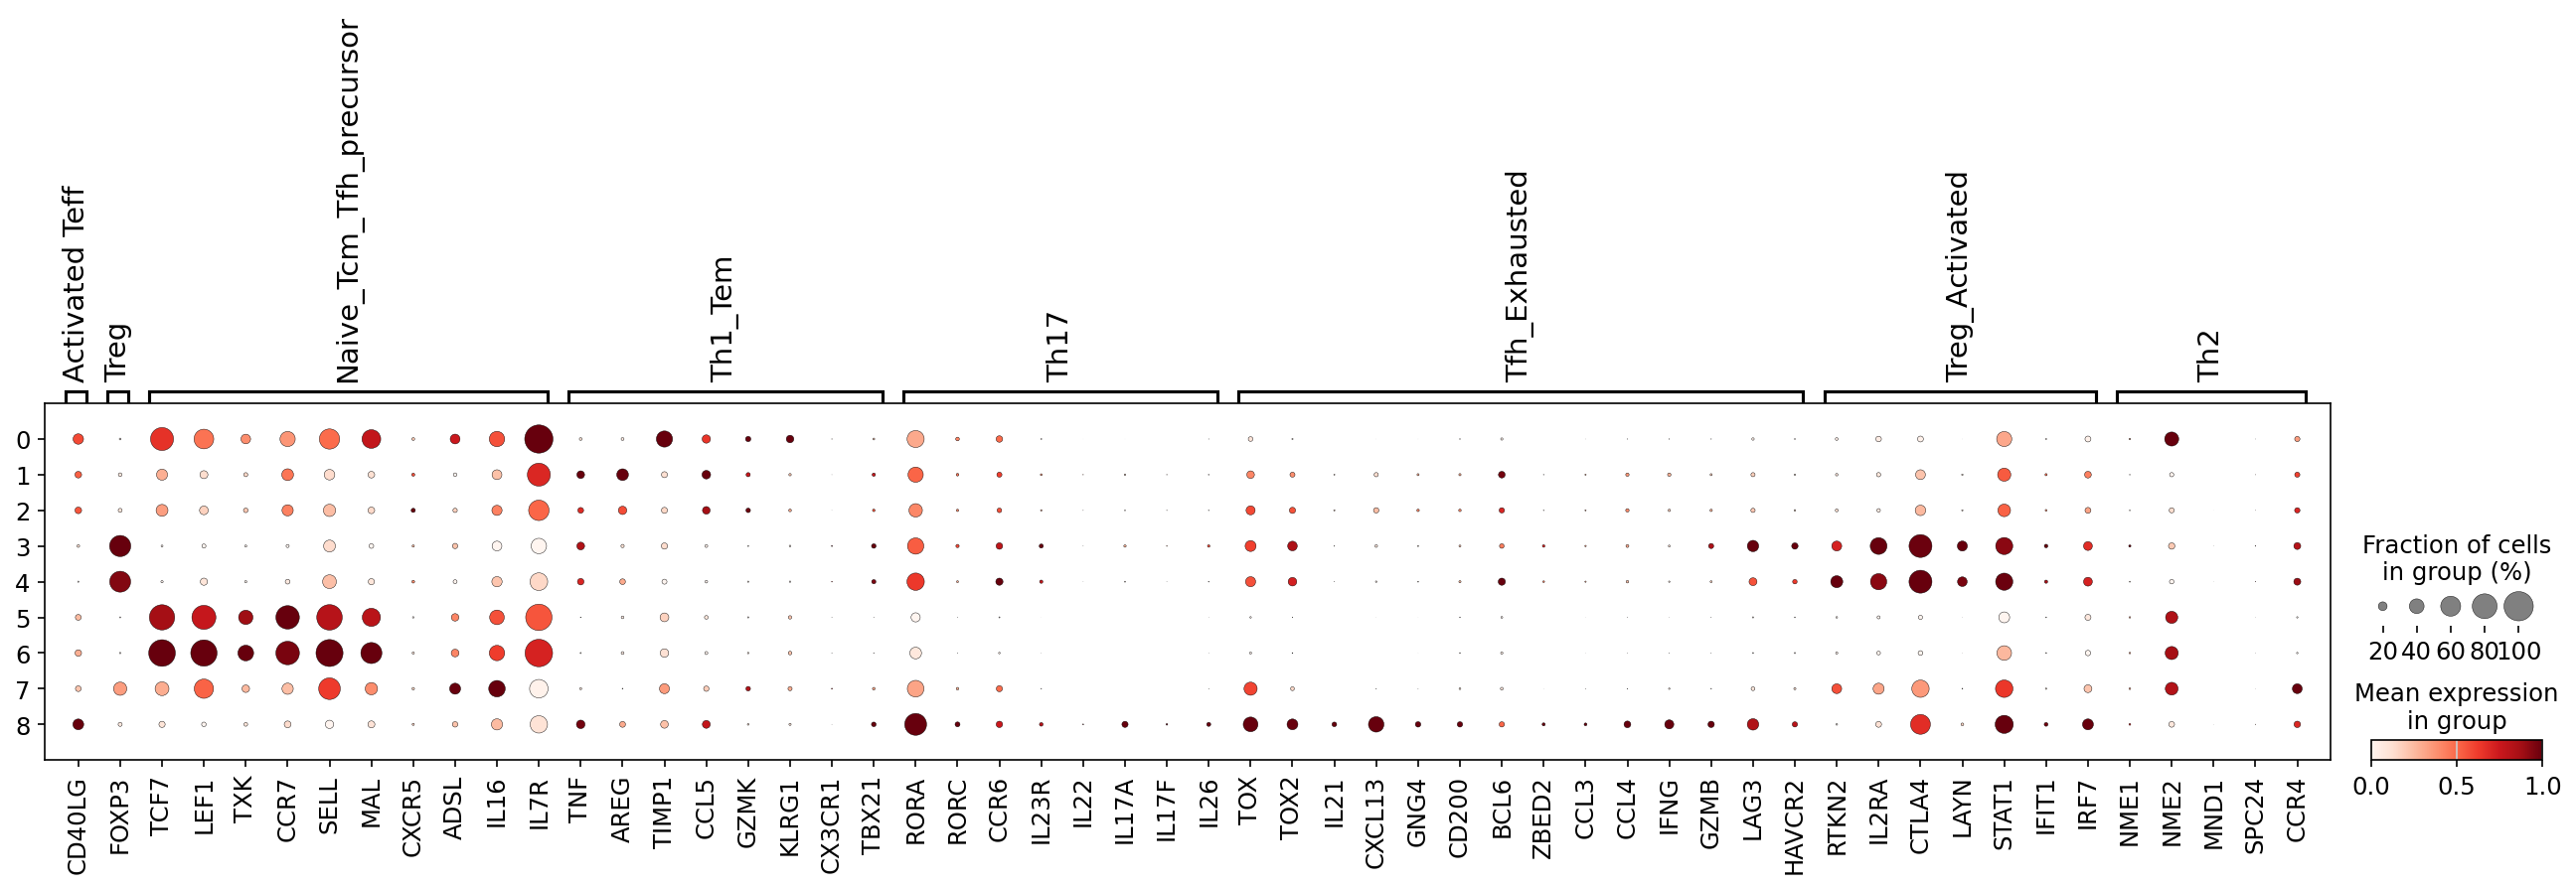 Activated Teff
Treg
Naive_Tcm_Tfh_precursor
Th1_Tem
Th17
Tfh_Exhausted
Treg_Activated
Th2
0
1
2
3
4
5
6
7
8
CD40LG
FOXP3
TCF7
LEF1
TXK
CCR7
SELL
MAL
CXCR5
ADSL
IL16
IL7R
TNF
AREG
TIMP1
CCL5
GZMK
KLRG1
CX3CR1
TBX21
RORA
RORC
CCR6
IL23R
IL22
IL17A
IL17F
IL26
TOX
TOX2
IL21
CXCL13
GNG4
CD200
BCL6
ZBED2
CCL3
CCL4
IFNG
GZMB
LAG3
HAVCR2
RTKN2
IL2RA
CTLA4
LAYN
STAT1
IFIT1
IRF7
NME1
NME2
MND1
SPC24
CCR4
Fraction of cells
in group (%)
20 40 60 80 100
Mean expression
in group
0.0 0.5 1.0